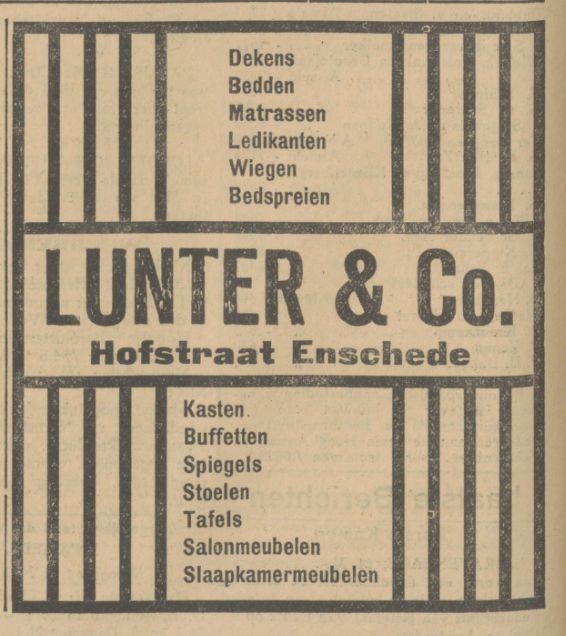 Dekens
Bedden
Matrassen
Ledikanten
Wiegen
Bedspreien
LUNTER & Co.
Hofstraat Enschede
Kasten
Buffetten
Spiegels
Stoelen
Tafels
Salonmeubelen
Slaapkamermeubelen